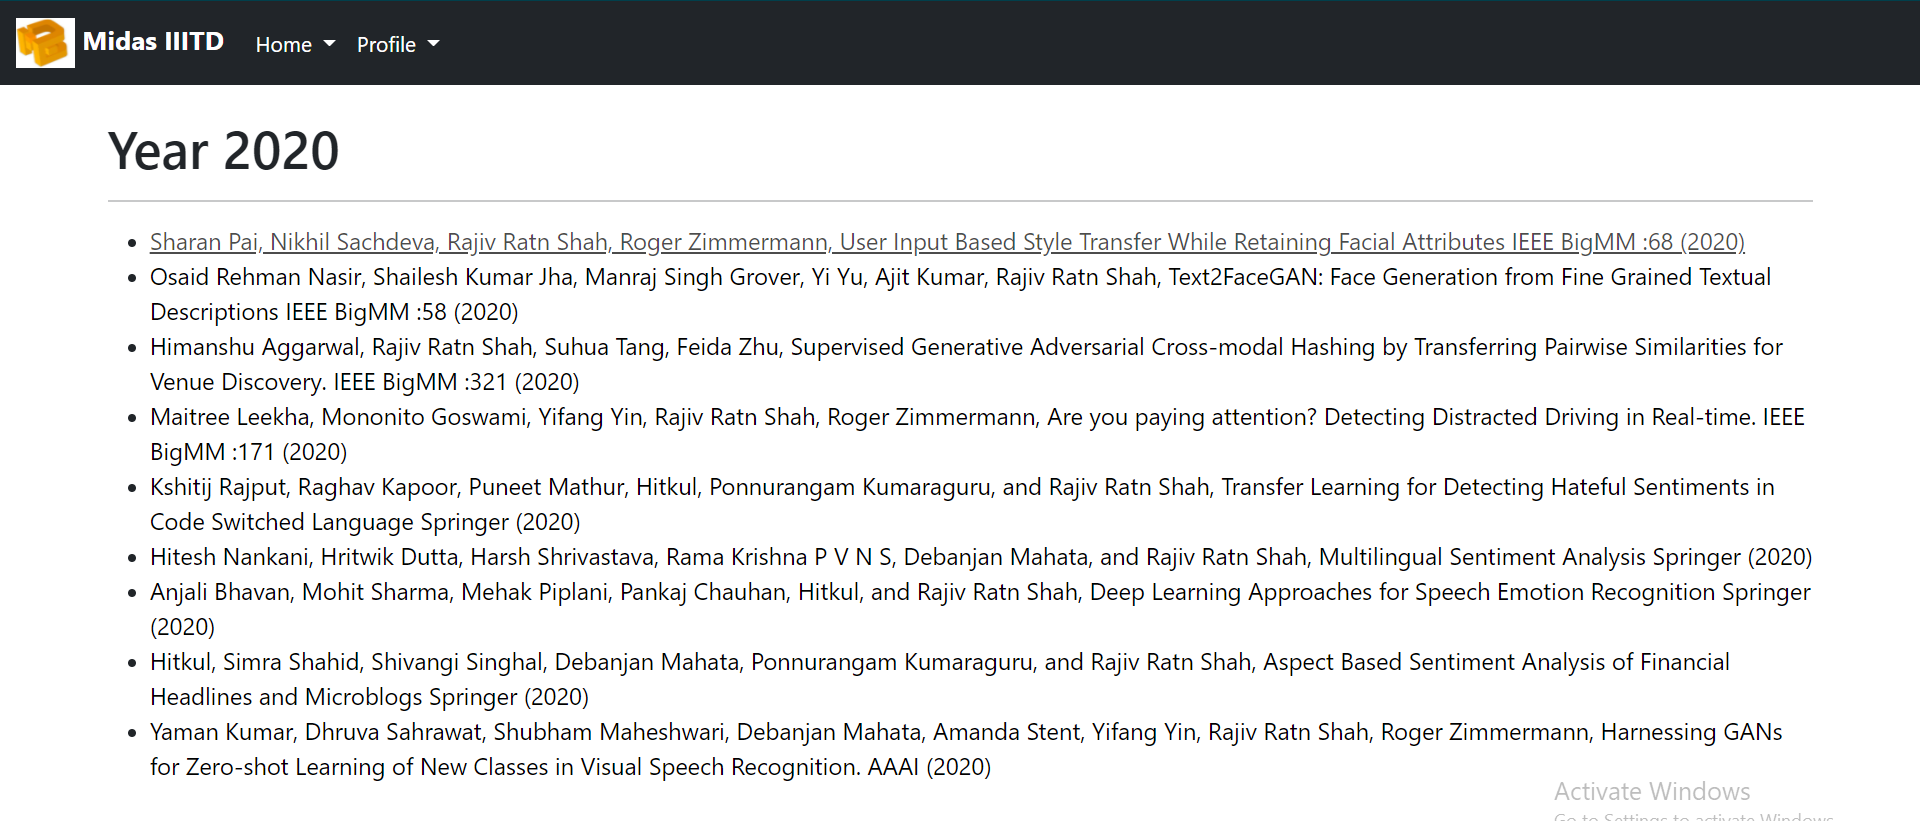 Midas IIITD Home Profile
Year 2020
Sharan Pai, Nikhil Sachdeva, Rajiv Ratn Shah, Roger Zimmermann, User Input Based Style Transfer While Retaining Facial Attributes IEEE BigMM :68 (2020)
Osaid Rehman Nasir, Shailesh Kumar Jha, Manraj Singh Grover, Yi Yu, Ajit Kumar, Rajiv Ratn Shah, Text2FaceGAN: Face Generation from Fine Grained Textual
Descriptions IEEE BigMM :58 (2020)
Himanshu Aggarwal, Rajiv Ratn Shah, Suhua Tang, Feida Zhu, Supervised Generative Adversarial Cross-modal Hashing by Transferring Pairwise Similarities for
Venue Discovery. IEEE BigMM :321 (2020)
Maitree Leekha, Mononito Goswami, Yifang Yin, Rajiv Ratn Shah, Roger Zimmermann, Are you paying attention? Detecting Distracted Driving in Real-time. IEEE
BigMM :171 (2020)
Kshitij Rajput, Raghav Kapoor, Puneet Mathur, Hitkul, Ponnurangam Kumaraguru, and Rajiv Ratn Shah, Transfer Learning for Detecting Hateful Sentiments in
Code Switched Language Springer (2020)
Hitesh Nankani, Hritwik Dutta, Harsh Shrivastava, Rama Krishna P V N S, Debanjan Mahata, and Rajiv Ratn Shah, Multilingual Sentiment Analysis Springer (2020)
Anjali Bhavan, Mohit Sharma, Mehak Piplani, Pankaj Chauhan, Hitkul, and Rajiv Ratn Shah, Deep Learning Approaches for Speech Emotion Recognition Springer
(2020)
Hitkul, Simra Shahid, Shivangi Singhal, Debanjan Mahata, Ponnurangam Kumaraguru, and Rajiv Ratn Shah, Aspect Based Sentiment Analysis of Financial
Headlines and Microblogs Springer (2020)
Yaman Kumar, Dhruva Sahrawat, Shubham Maheshwari, Debanjan Mahata, Amanda Stent, Yifang Yin, Rajiv Ratn Shah, Roger Zimmermann, Harnessing GANs
for Zero-shot Learning of New Classes in Visual Speech Recognition. AAAI (2020)
Activate Windows
Go to Settings to activate Windows.